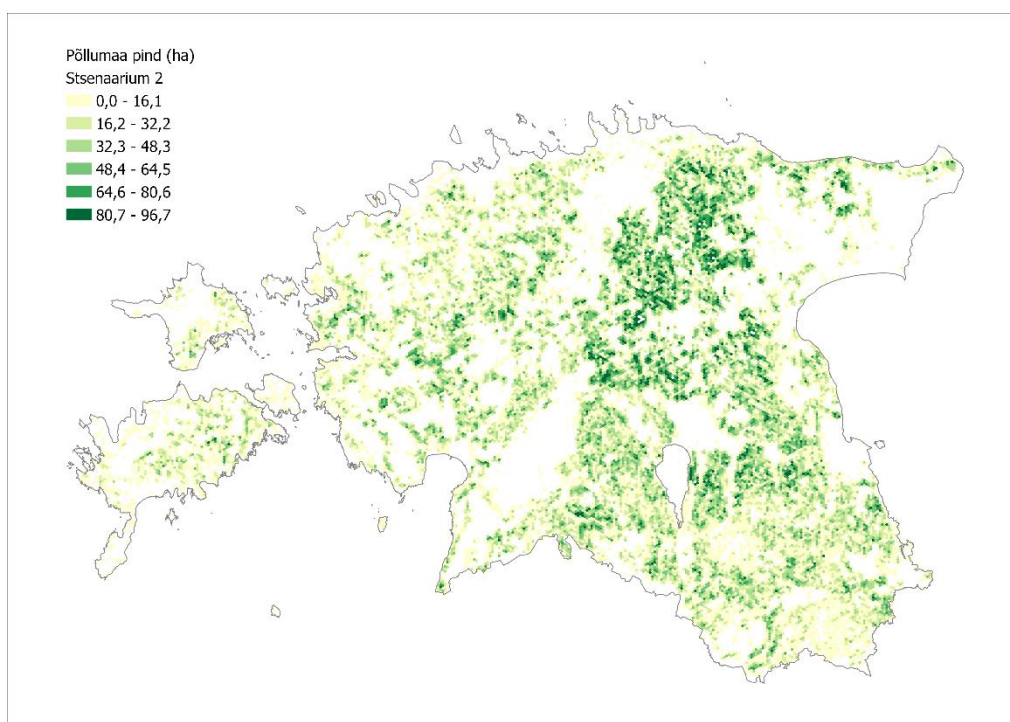 Põllumaa pind (ha)
Stsenaarium 2
0,0 - 16,1
16,2 - 32,2
32,3 - 48,3
48,4 - 64,5
64,6 - 80,6
80,7 - 96,7